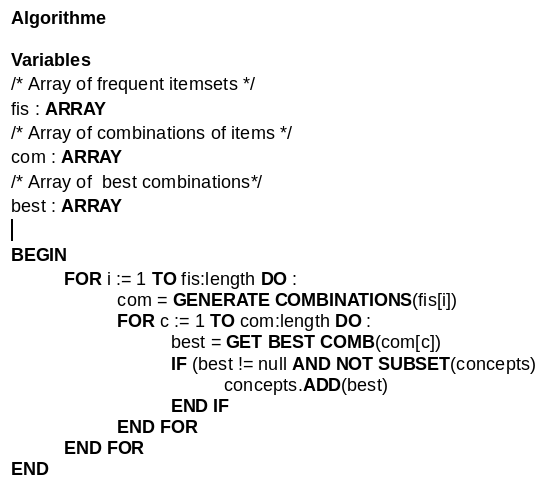 Algorithme
Variables
/* Array of frequent itemsets */
fis : ARRAY
/* Array of combinations of items */
com : ARRAY
/* Array of  best combinations*/
best : ARRAY
BEGIN
FOR i := 1 TO fis:length DO :
com = GENERATE COMBINATIONS(fis[i])
FOR c := 1 TO com:length DO :
best = GET BEST COMB(com[c])
IF (best != null AND NOT SUBSET(concepts)
concepts.ADD(best)
END IF
END FOR
END FOR
END